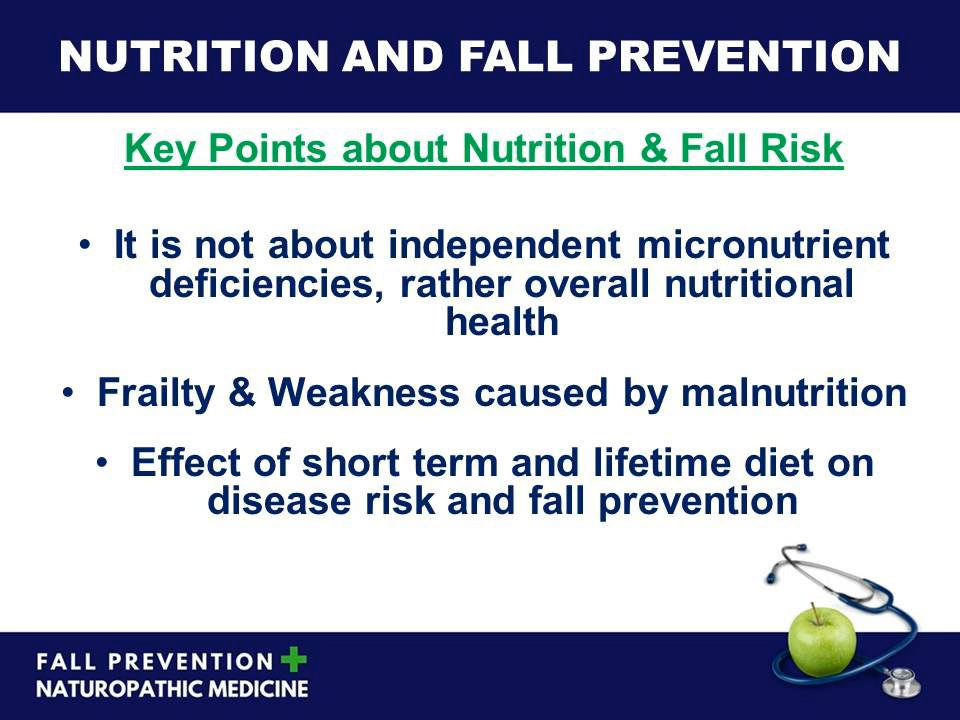 NUTRITION AND FALL PREVENTION
Key Points about Nutrition & Fall Risk
• It is not about independent micronutrient
deficiencies, rather overall nutritional
health
• Frailty & Weakness caused by malnutrition
• Effect of short term and lifetime diet on
disease risk and fall prevention
FALL PREVENTION
NATUROPATHIC MEDICINE